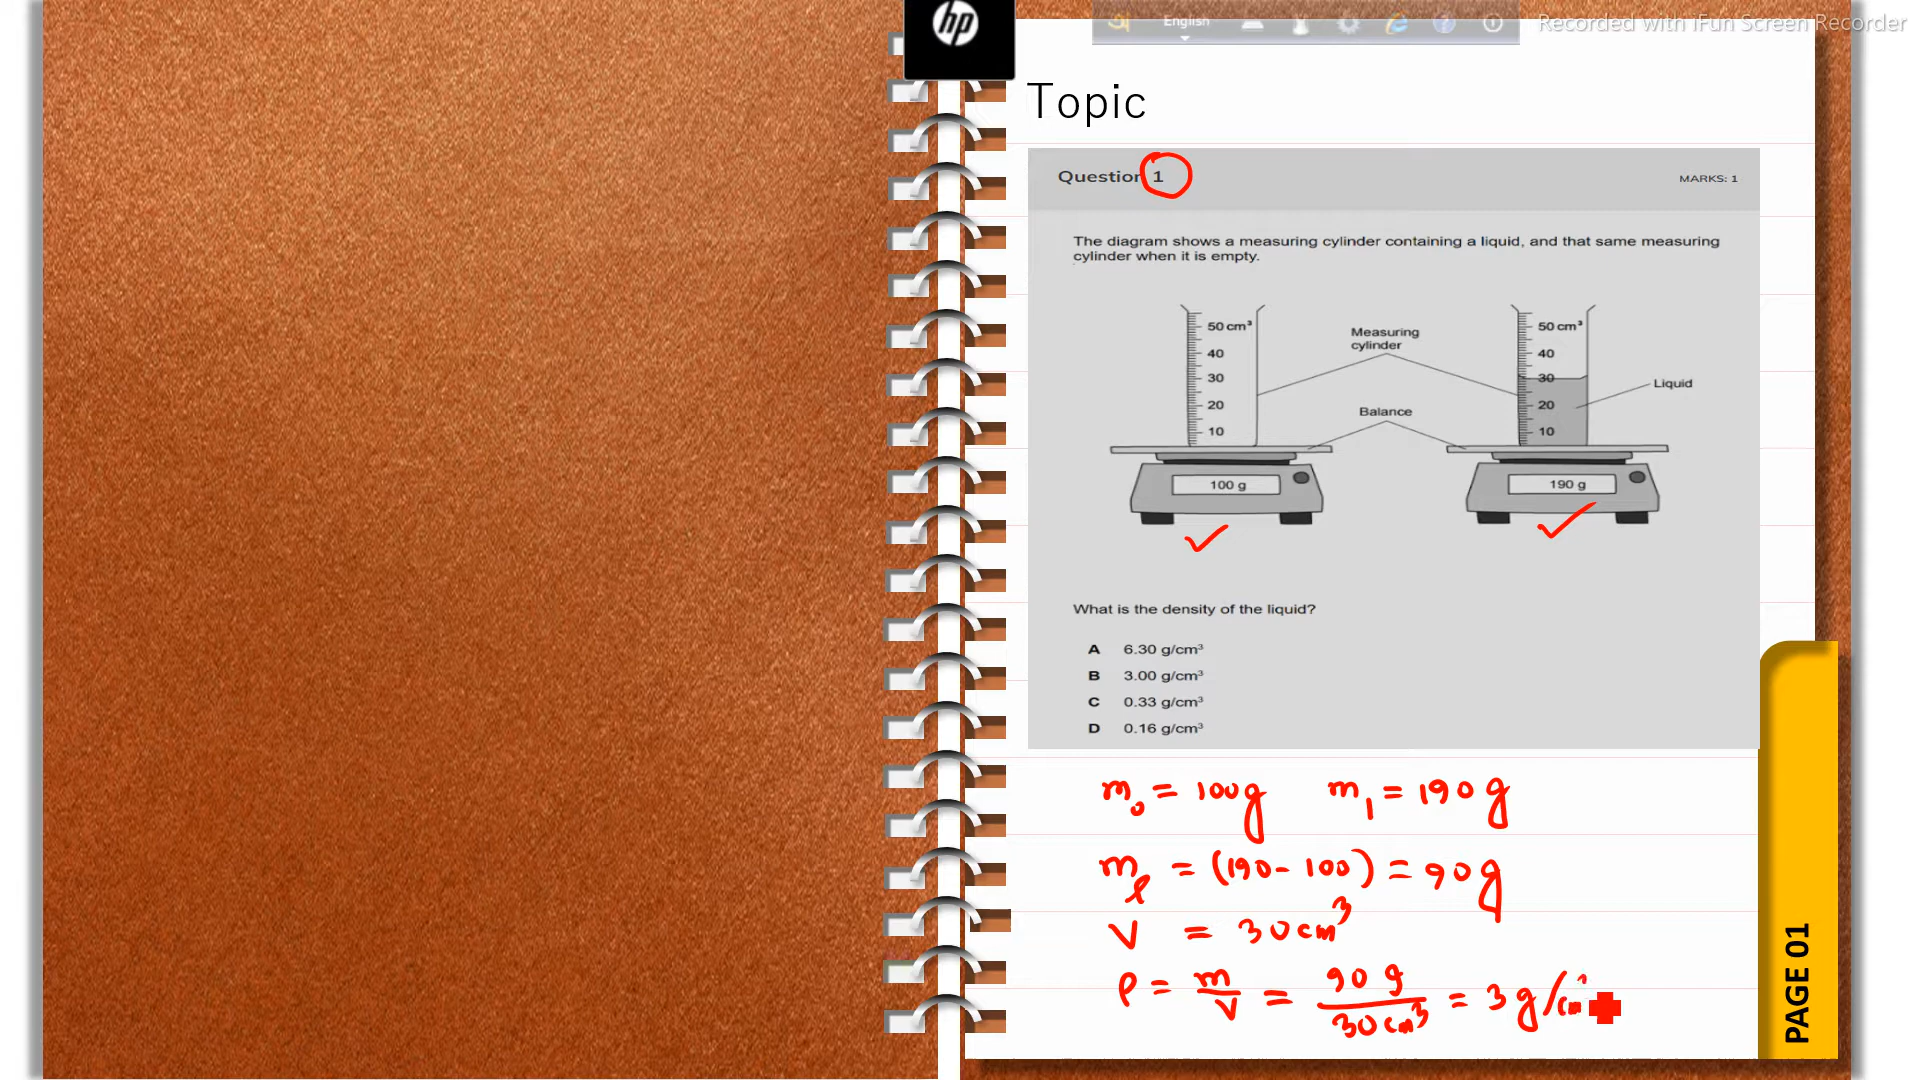 hp
English
Recorded with iFun Screen Recorder
Topic
Question 1
MARKS: 1
The diagram shows a measuring cylinder containing a liquid, and that same measuring
cylinder when it is empty.
50 cm³
40
30
20
10
100 g
Measuring
cylinder
Balance
50 cm³
40
30
20
10
Liquid
190 g
What is the density of the liquid?
A 6.30 g/cm³
B 3.00 g/cm³
C 0.33 g/cm³
D 0.16 g/cm³
m₀ = 100g m₁ = 190g
mℓ = (190 - 100) = 90g
V = 30cm³
ρ = m/V = 90 g/30cm³ = 3 g/cm
PAGE 01